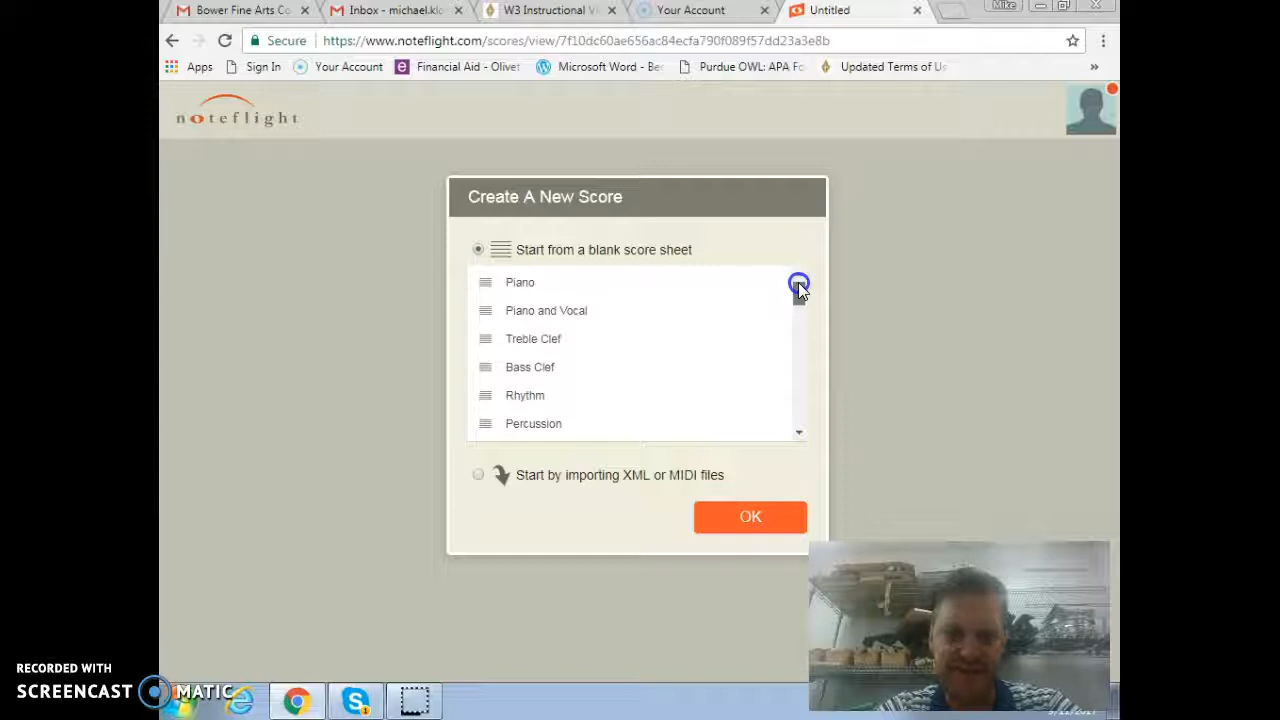 Bower Fine Arts Co
Inbox - michael.klo
W3 Instructional Vi
Your Account
Untitled
Mike
Secure
https://www.noteflight.com/scores/view/7f10dc60ae656ac84ecfa790f089f57dd23a3e8b
Apps
Sign In
Your Account
Financial Aid - Olivet
Microsoft Word - Ber
Purdue OWL: APA Fo
Updated Terms of Us
»
noteflight
Create A New Score
Start from a blank score sheet
Piano
Piano and Vocal
Treble Clef
Bass Clef
Rhythm
Percussion
Start by importing XML or MIDI files
OK
RECORDED WITH
SCREENCAST MATIC